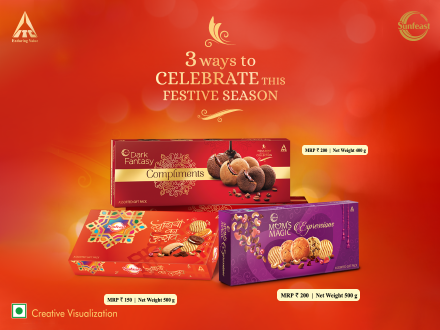 Enduring Value
Sunfeast
3 ways to
CELEBRATE THIS
FESTIVE SEASON
MRP ₹ 200 | Net Weight 400 g
Dark
Fantasy
Compliments
MOM'S
MAGIC Expressions
MRP ₹ 150 | Net Weight 500 g
MRP ₹ 200 | Net Weight 500 g
Creative Visualization